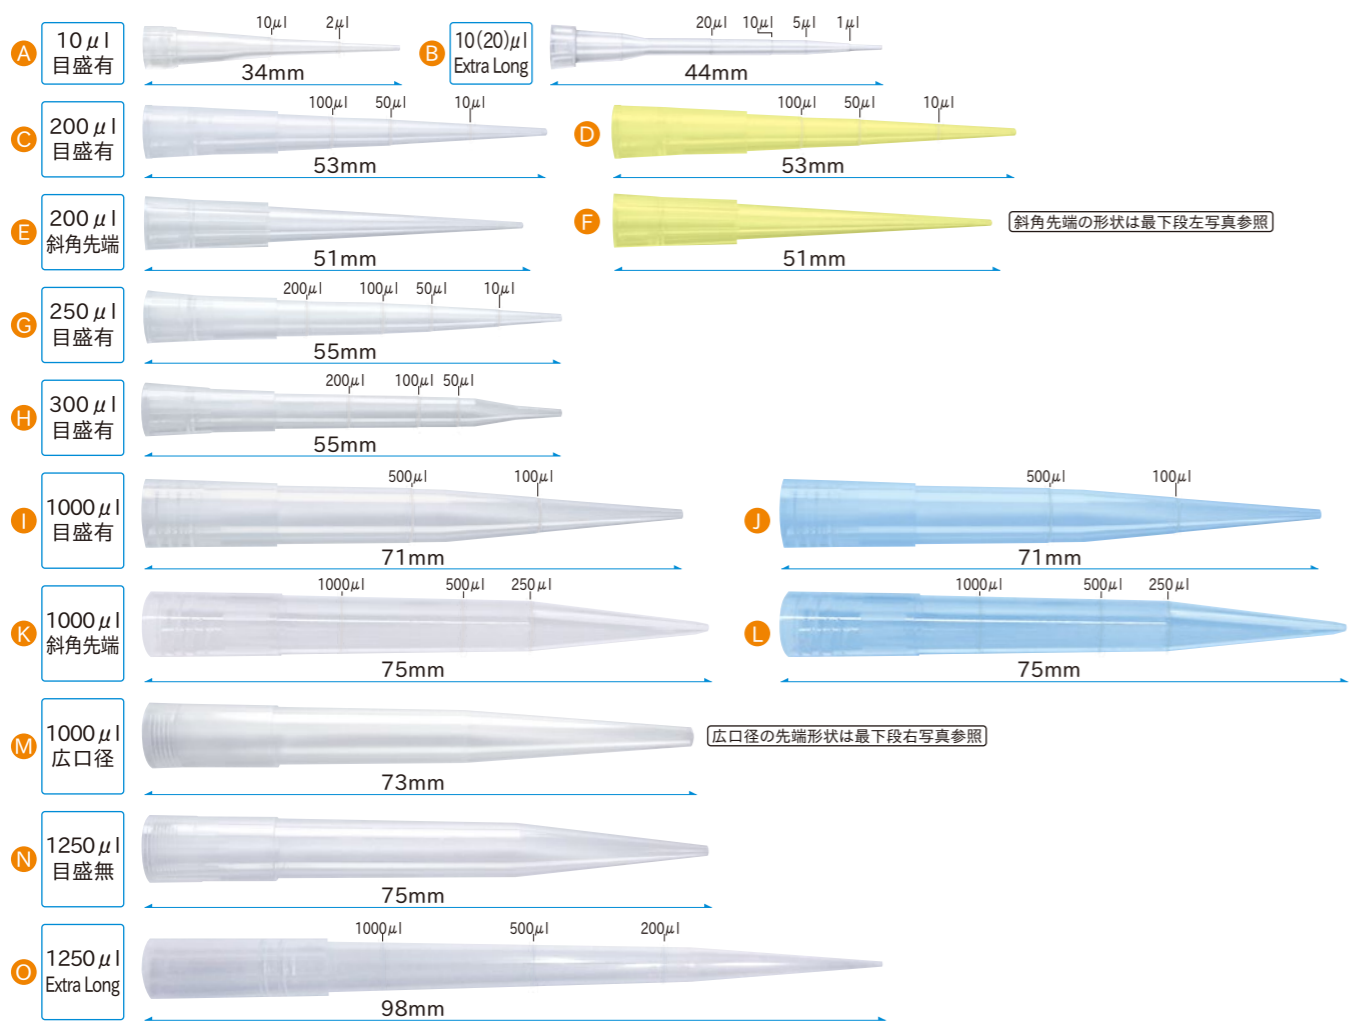 A
10μl
目盛有
10μl
2μl
34mm
B
10(20)μl
Extra Long
20μl
10μl
5μl
1μl
44mm
C
200μl
目盛有
100μl
50μl
10μl
53mm
D
100μl
50μl
10μl
53mm
E
200μl
斜角先端
51mm
F
51mm
斜角先端の形状は最下段左写真参照
G
250μl
目盛有
200μl
100μl
50μl
10μl
55mm
H
300μl
目盛有
200μl
100μl
50μl
55mm
I
1000μl
目盛有
500μl
100μl
71mm
J
500μl
100μl
71mm
K
1000μl
斜角先端
1000μl
500μl
250μl
75mm
L
1000μl
500μl
250μl
75mm
M
1000μl
広口径
73mm
広口径の先端形状は最下段右写真参照
N
1250μl
目盛無
75mm
O
1250μl
Extra Long
1000μl
500μl
200μl
98mm